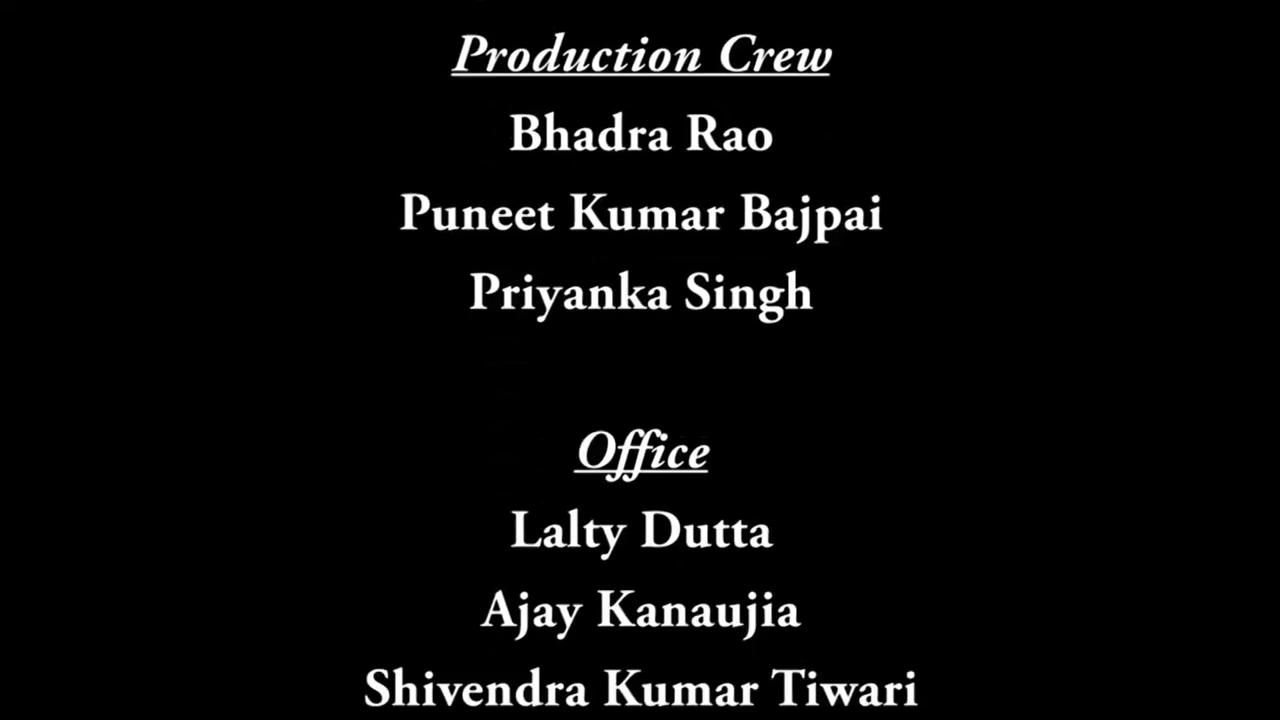 Production Crew
Bhadra Rao
Puneet Kumar Bajpai
Priyanka Singh
Office
Lalty Dutta
Ajay Kanaujia
Shivendra Kumar Tiwari